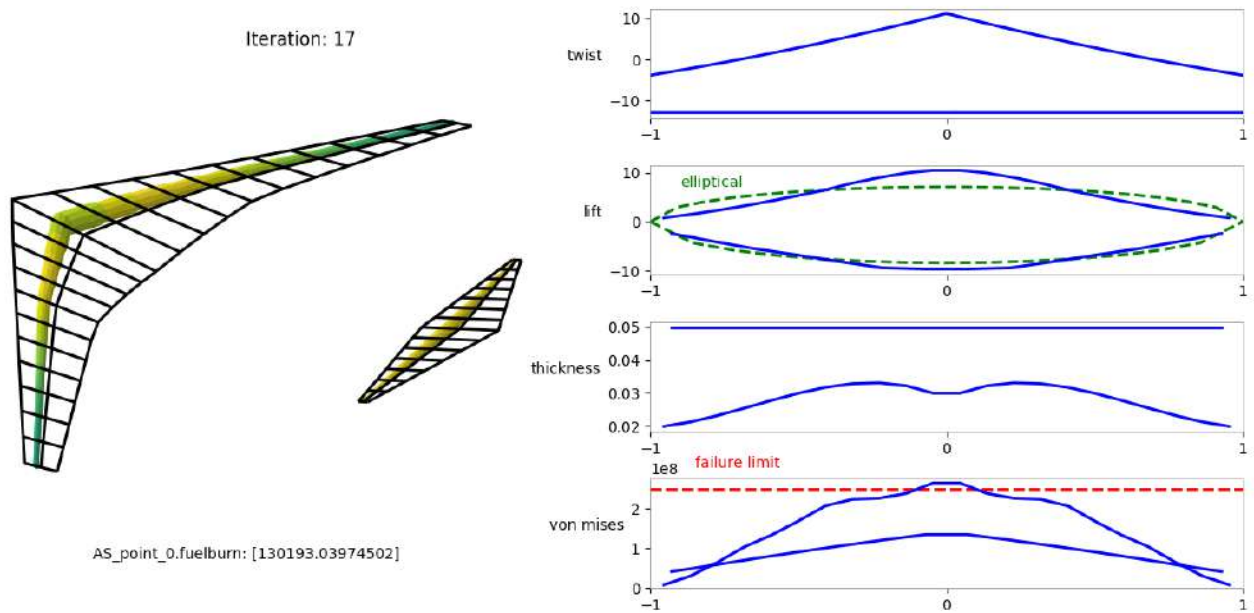 Iteration: 17
AS_point_0.fuelburn: [130193.03974502]
twist
10
0
−10
−1
0
1
elliptical
lift
10
0
−10
−1
0
1
thickness
0.05
0.04
0.03
0.02
−1
0
1
1e8
failure limit
von mises
2
1
0
−1
0
1